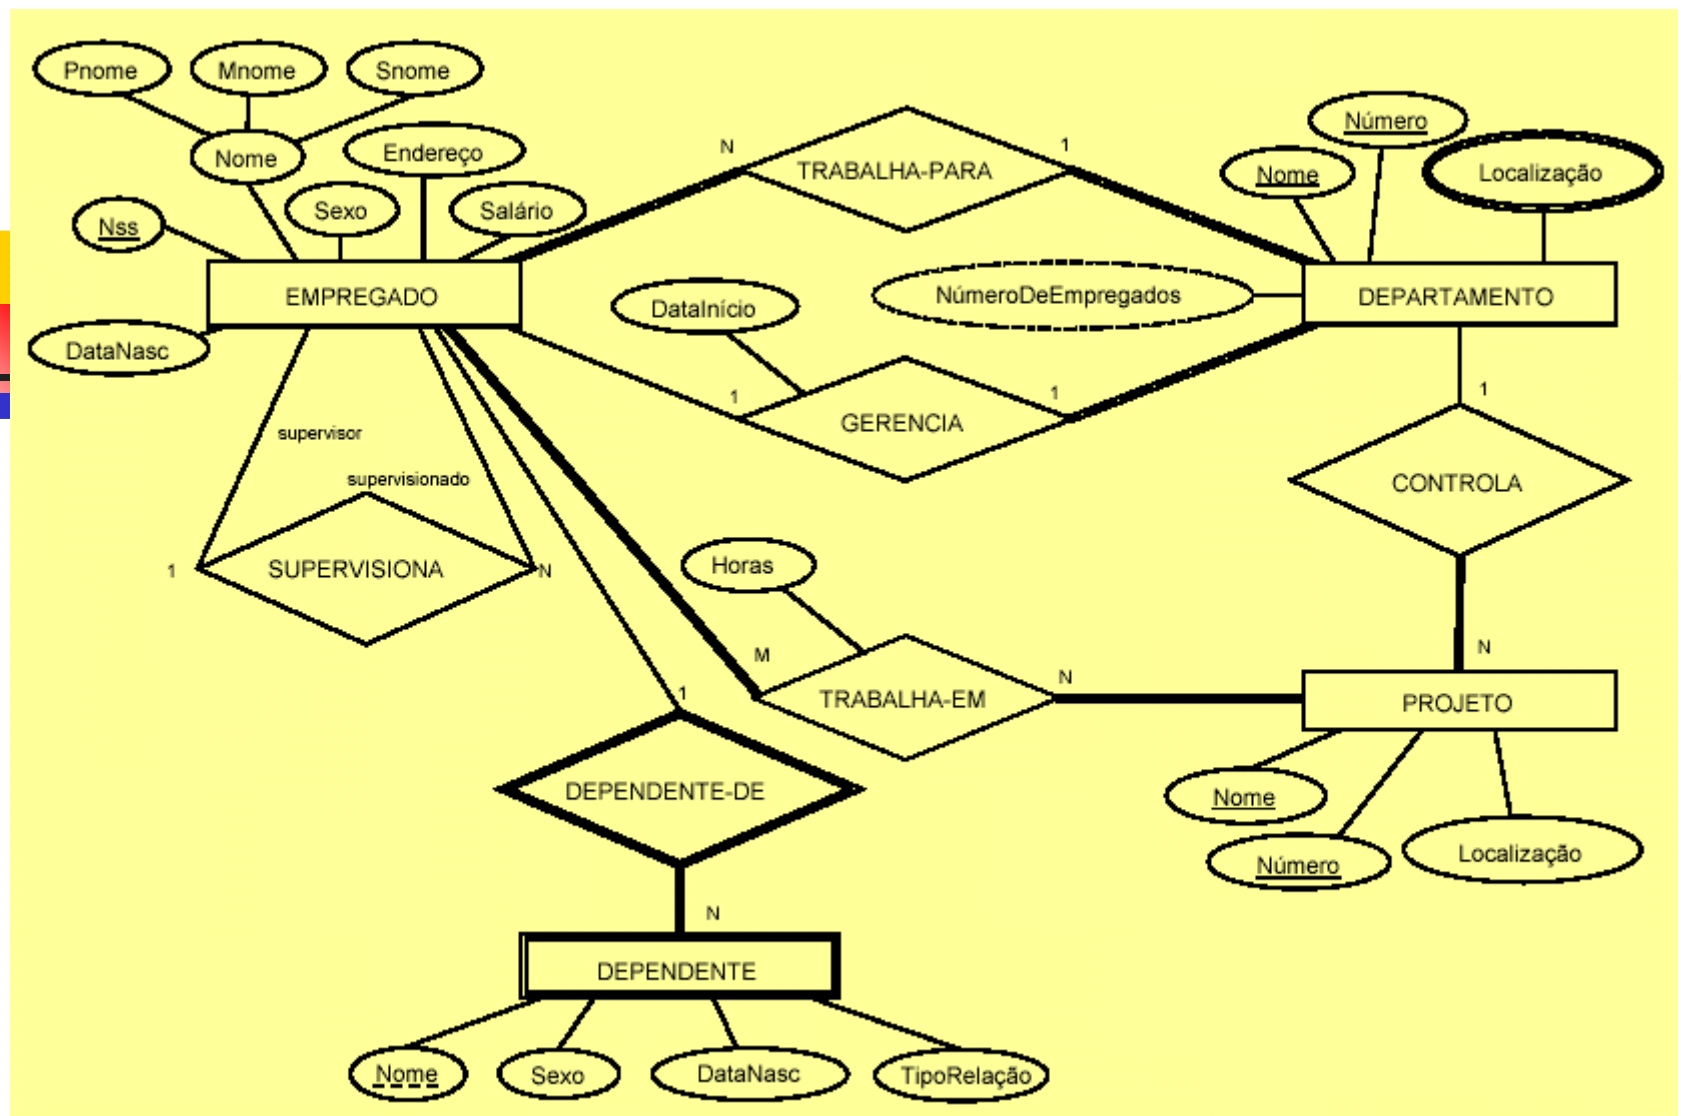 Pnome
Mnome
Snome
Nome
Endereço
Sexo
Salário
Nss
EMPREGADO
DataNasc
N
TRABALHA-PARA
1
Nome
Número
Localização
NúmeroDeEmpregados
DEPARTAMENTO
DataInício
1
GERENCIA
1
1
CONTROLA
N
supervisor
supervisionado
1
SUPERVISIONA
N
Horas
M
TRABALHA-EM
N
PROJETO
Nome
Número
Localização
1
DEPENDENTE-DE
N
DEPENDENTE
Nome
Sexo
DataNasc
TipoRelação